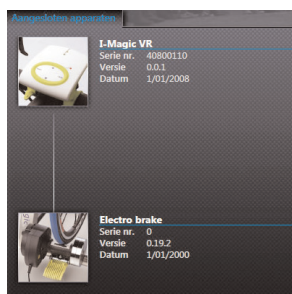 Aangesloten apparaten
I-Magic VR
Serie nr. 40800110
Versie 0.0.1
Datum 1/01/2008
Electro brake
Serie nr. 0
Versie 0.19.2
Datum 1/01/2000